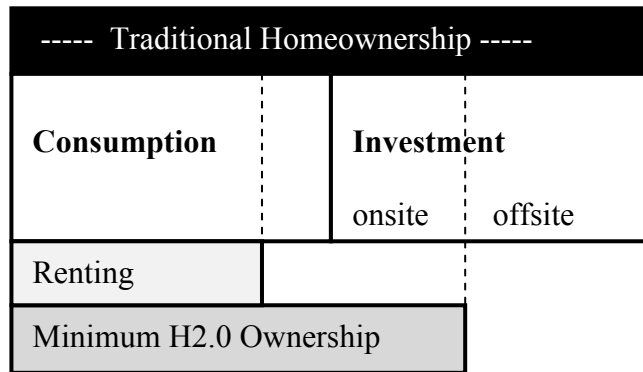 ----- Traditional Homeownership -----
Consumption Investment
onsite offsite
Renting
Minimum H2.0 Ownership